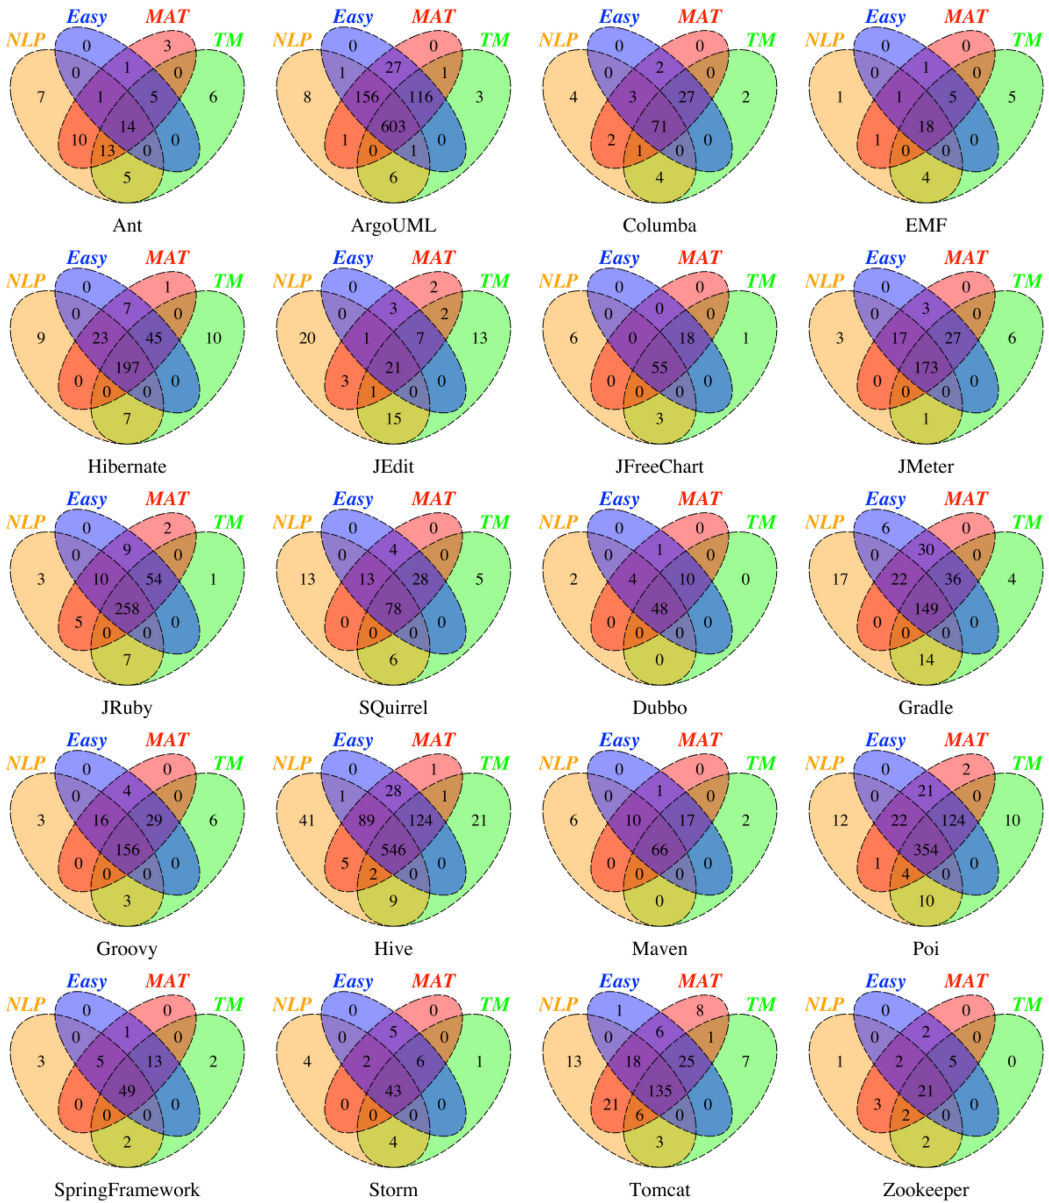 Easy MAT Easy MAT Easy MAT Easy MAT
NLP TM NLP TM NLP TM NLP TM
0 3 0 0 0 0 0 0
0 1 0 1 27 1 0 2 0 0 1 0
7 1 5 6 8 156 116 3 4 3 27 2 1 1 5 5
14 603 71 18
10 13 0 0 1 0 1 0 2 1 0 0 1 0 0 0
5 6 4 4
Ant ArgoUML Columba EMF
Easy MAT Easy MAT Easy MAT Easy MAT
NLP TM NLP TM NLP TM NLP TM
0 1 0 2 0 0 0 0
0 7 0 0 3 2 0 0 0 0 3 0
9 23 45 10 20 1 7 13 6 0 18 1 3 17 27 6
197 21 55 173
0 0 0 0 3 1 0 0 0 0 0 0 0 0 0 0
7 15 3 1
Hibernate JEdit JFreeChart JMeter
Easy MAT Easy MAT Easy MAT Easy MAT
NLP TM NLP TM NLP TM NLP TM
0 2 0 0 0 0 6 0
0 9 0 0 4 0 0 1 0 0 30 0
3 10 54 1 13 13 28 5 2 4 10 0 17 22 36 4
258 78 48 149
5 0 0 0 0 0 0 0 0 0 0 0 0 0 0 0
7 6 0 14
JRuby SQuirrel Dubbo Gradle
Easy MAT Easy MAT Easy MAT Easy MAT
NLP TM NLP TM NLP TM NLP TM
0 0 0 1 0 0 0 2
0 4 0 1 28 1 0 1 0 0 21 0
3 16 29 6 41 89 124 21 6 10 17 2 12 22 124 10
156 546 66 354
0 0 0 0 5 2 0 0 0 0 0 0 1 4 0 0
3 9 0 10
Groovy Hive Maven Poi
Easy MAT Easy MAT Easy MAT Easy MAT
NLP TM NLP TM NLP TM NLP TM
0 0 0 0 1 8 0 0
0 1 0 0 5 0 0 6 1 0 2 0
3 5 13 2 4 2 6 1 13 18 25 7 1 2 5 0
49 43 135 21
0 0 0 0 0 0 0 0 21 6 0 0 3 2 0 0
2 4 3 2
SpringFramework Storm Tomcat Zookeeper